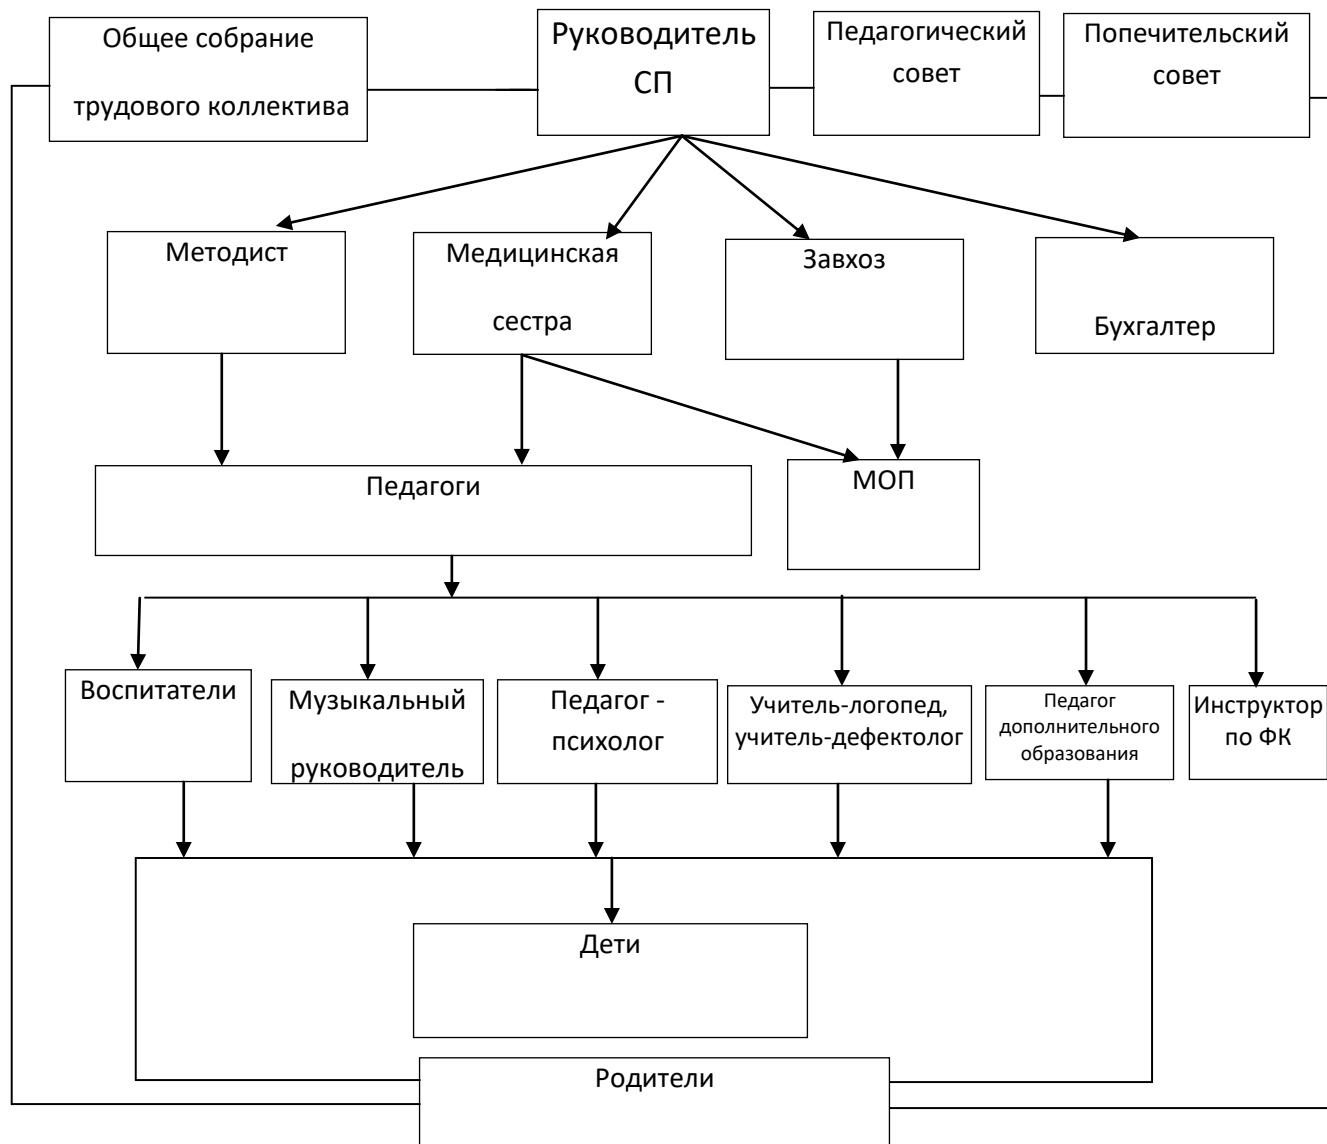 Общее собрание
трудового коллектива
Руководитель
СП
Педагогический
совет
Попечительский
совет
Методист
Медицинская
сестра
Завхоз
Бухгалтер
Педагоги
МОП
Воспитатели
Музыкальный
руководитель
Педагог -
психолог
Учитель-логопед,
учитель-дефектолог
Педагог
дополнительного
образования
Инструктор
по ФК
Дети
Родители